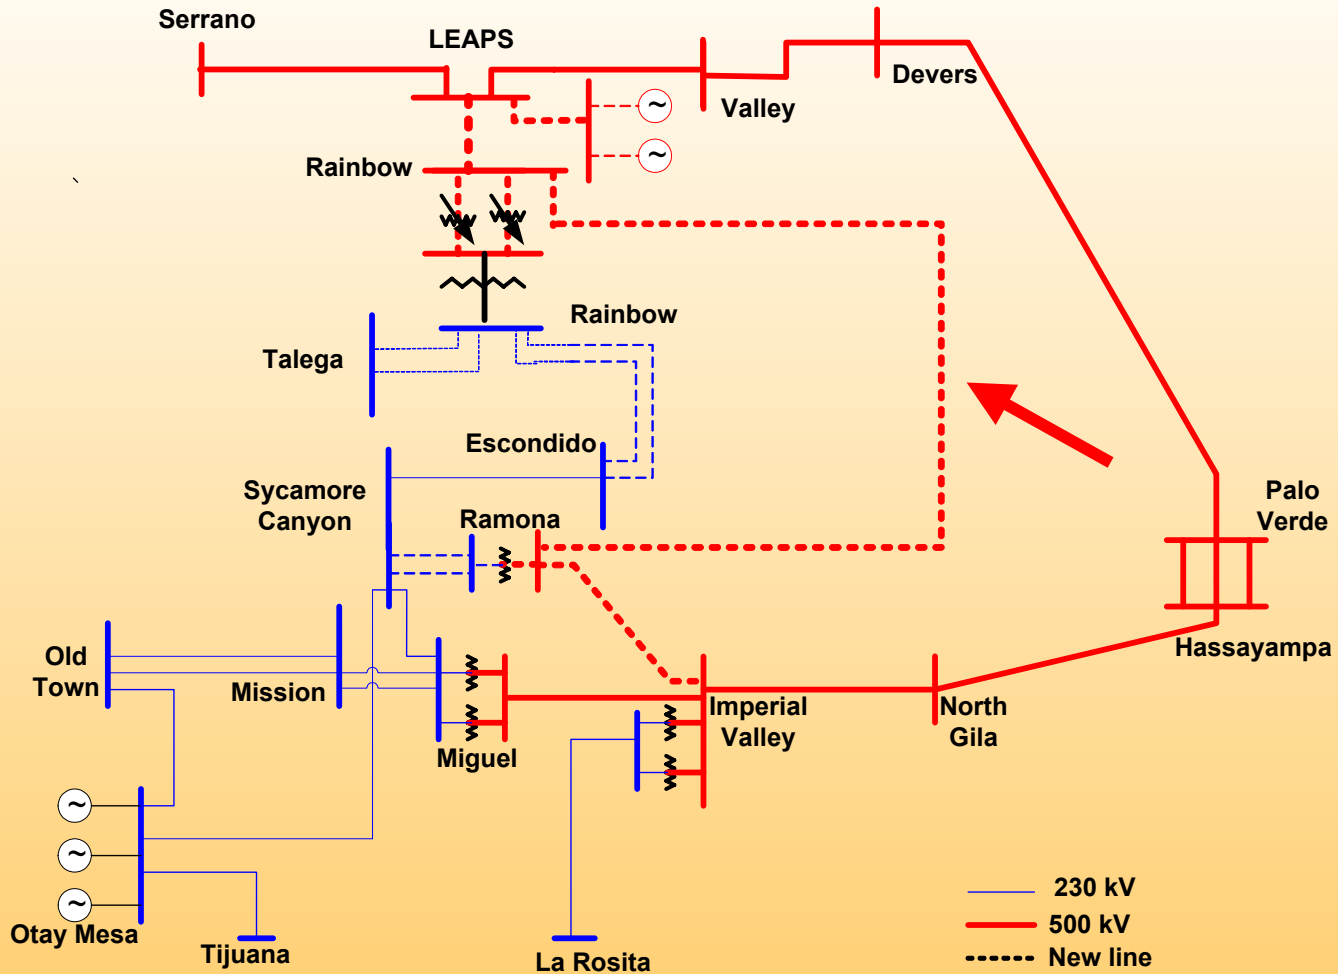 Serrano
LEAPS
Devers
Valley
~
~
Rainbow
Rainbow
Talega
Escondido
Sycamore
Canyon
Ramona
Palo
Verde
Hassayampa
Old
Town
Mission
Miguel
Imperial
Valley
North
Gila
~
~
~
Otay Mesa
Tijuana
La Rosita
230 kV
500 kV
New line